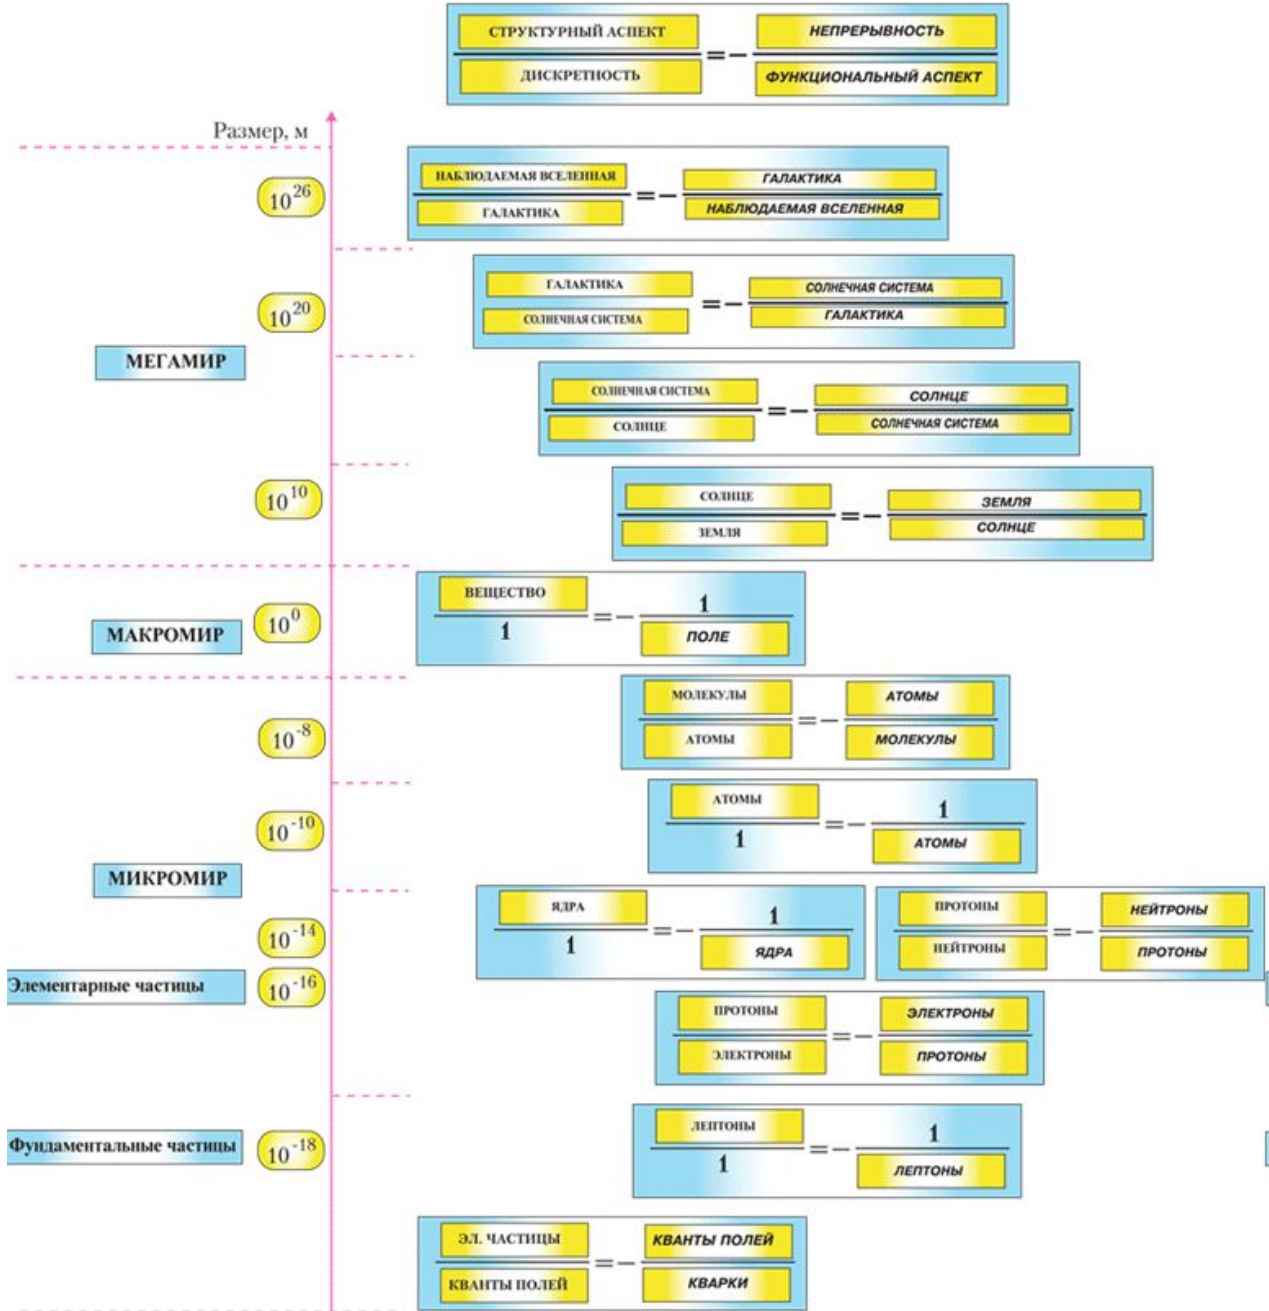 СТРУКТУРНЫЙ АСПЕКТ
ДИСКРЕТНОСТЬ
=−
НЕПРЕРЫВНОСТЬ
ФУНКЦИОНАЛЬНЫЙ АСПЕКТ
Размер, м
10^26
НАБЛЮДАЕМАЯ ВСЕЛЕННАЯ
ГАЛАКТИКА
=−
ГАЛАКТИКА
НАБЛЮДАЕМАЯ ВСЕЛЕННАЯ
10^20
ГАЛАКТИКА
СОЛНЕЧНАЯ СИСТЕМА
=−
СОЛНЕЧНАЯ СИСТЕМА
ГАЛАКТИКА
МЕГАМИР
СОЛНЕЧНАЯ СИСТЕМА
СОЛНЦЕ
=−
СОЛНЦЕ
СОЛНЕЧНАЯ СИСТЕМА
10^10
СОЛНЦЕ
ЗЕМЛЯ
=−
ЗЕМЛЯ
СОЛНЦЕ
МАКРОМИР
10^0
ВЕЩЕСТВО
1
=−
1
ПОЛЕ
10^-8
МОЛЕКУЛЫ
АТОМЫ
=−
АТОМЫ
МОЛЕКУЛЫ
10^-10
АТОМЫ
1
=−
1
АТОМЫ
МИКРОМИР
10^-14
ЯДРА
1
=−
1
ЯДРА
ПРОТОНЫ
НЕЙТРОНЫ
=−
НЕЙТРОНЫ
ПРОТОНЫ
Элементарные частицы
10^-16
ПРОТОНЫ
ЭЛЕКТРОНЫ
=−
ЭЛЕКТРОНЫ
ПРОТОНЫ
Фундаментальные частицы
10^-18
ЛЕПТОНЫ
1
=−
1
ЛЕПТОНЫ
ЭЛ. ЧАСТИЦЫ
КВАНТЫ ПОЛЕЙ
=−
КВАНТЫ ПОЛЕЙ
КВАРКИ